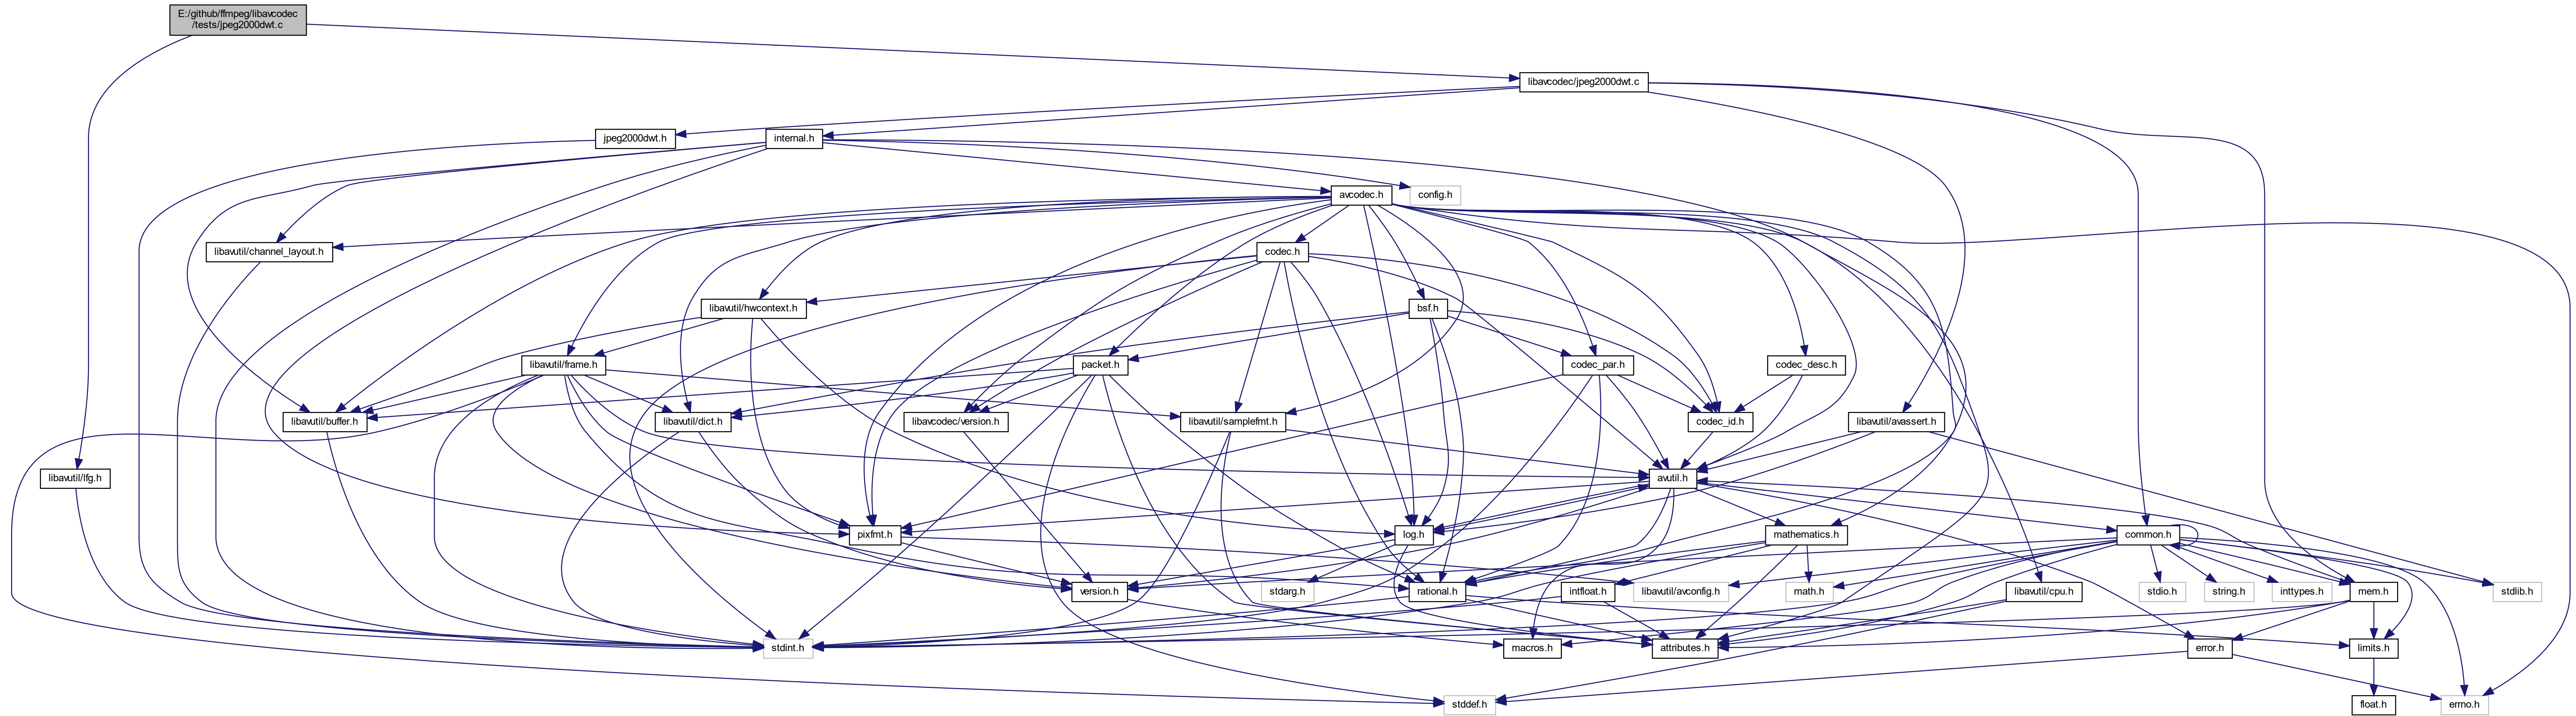 E:/github/ffmpeg/libavcodec
/tests/jpeg2000dwt.c
libavcodec/jpeg2000dwt.c
jpeg2000dwt.h
internal.h
avcodec.h
config.h
libavutil/channel_layout.h
codec.h
libavutil/hwcontext.h
bsf.h
libavutil/frame.h
packet.h
codec_par.h
codec_desc.h
libavutil/buffer.h
libavutil/dict.h
libavcodec/version.h
libavutil/samplefmt.h
codec_id.h
libavutil/avassert.h
libavutil/lfg.h
avutil.h
pixfmt.h
log.h
mathematics.h
common.h
version.h
stdarg.h
rational.h
intfloat.h
libavutil/avconfig.h
math.h
libavutil/cpu.h
stdio.h
string.h
inttypes.h
mem.h
stdlib.h
stdint.h
macros.h
attributes.h
error.h
limits.h
stddef.h
float.h
errno.h